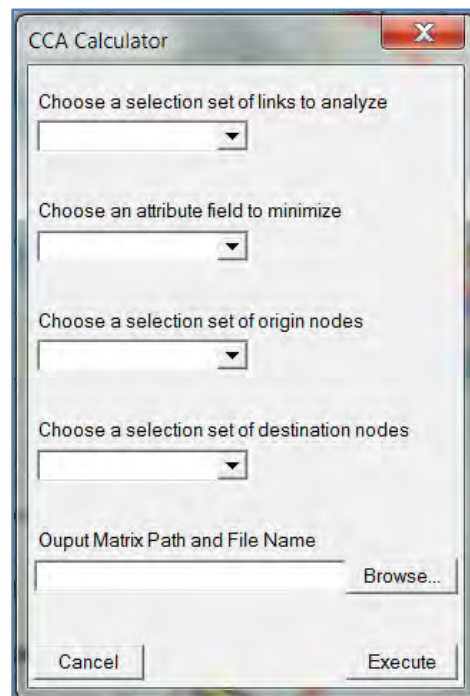 CCA Calculator
X
Choose a selection set of links to analyze
Choose an attribute field to minimize
Choose a selection set of origin nodes
Choose a selection set of destination nodes
Ouput Matrix Path and File Name
Browse...
Cancel Execute